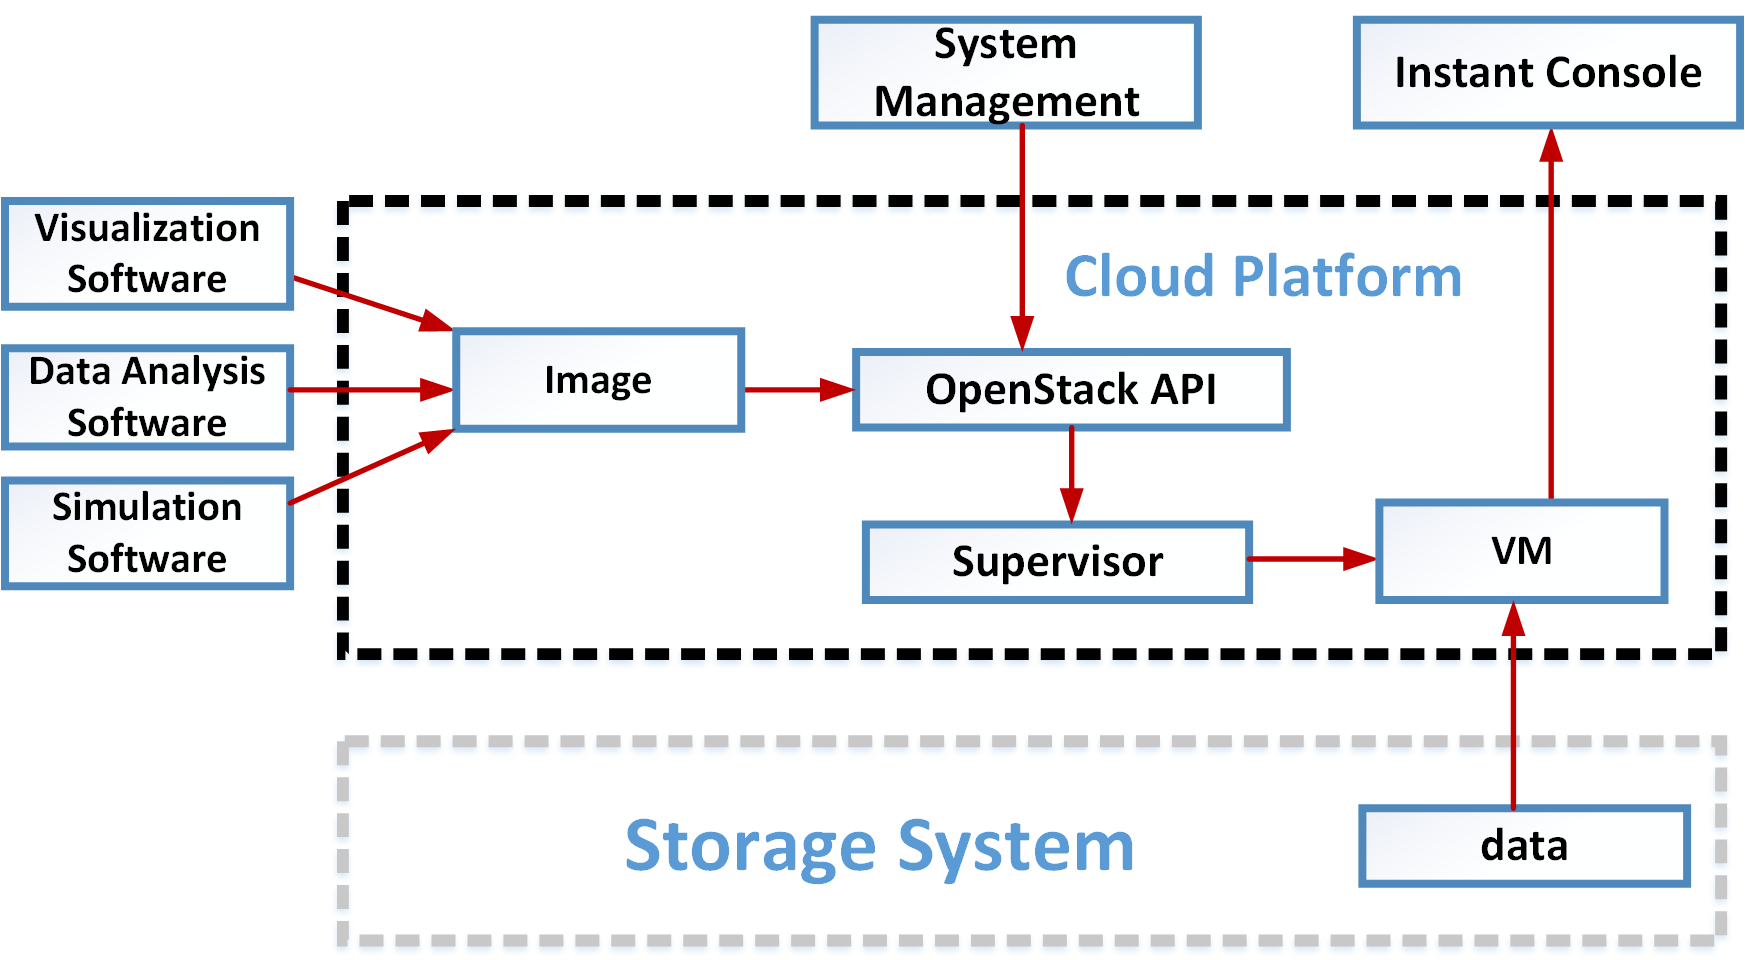 System
Management
Instant Console
Visualization
Software
Cloud Platform
Data Analysis
Software
Image
OpenStack API
Simulation
Software
Supervisor
VM
Storage System
data